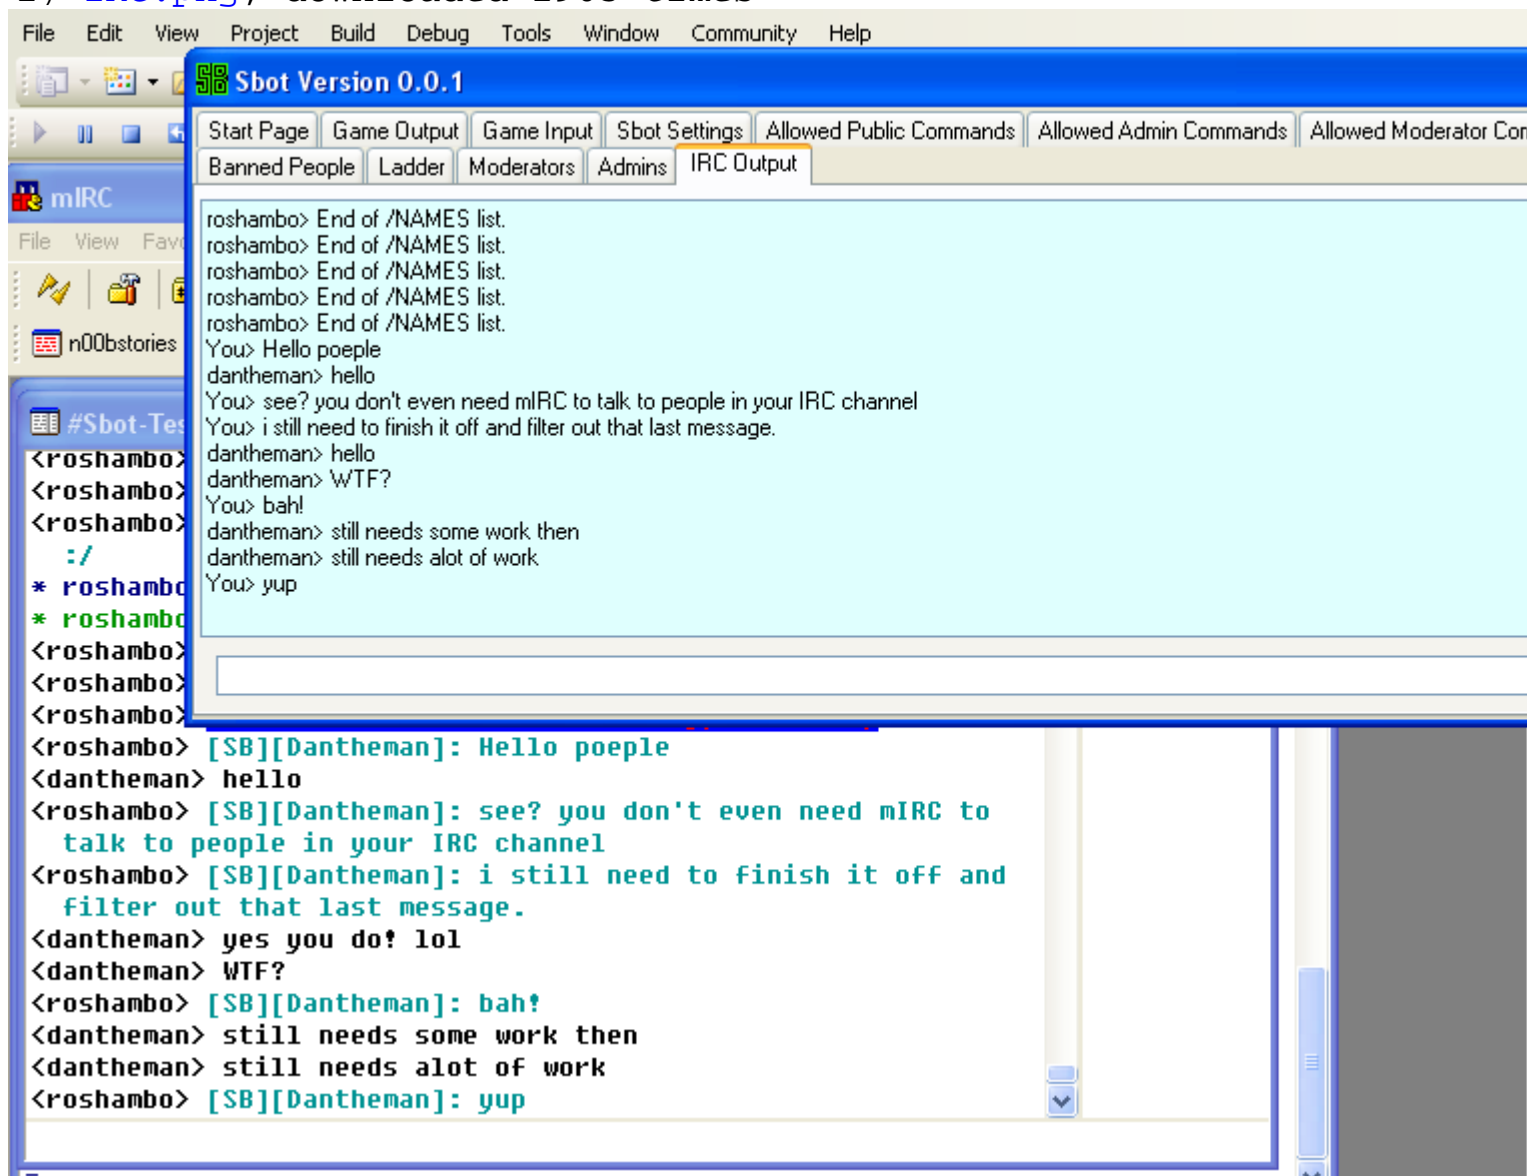 File Edit View Project Build Debug Tools Window Community Help
Sbot Version 0.0.1
Start Page Game Output Game Input Sbot Settings Allowed Public Commands Allowed Admin Commands Allowed Moderator
Banned People Ladder Moderators Admins IRC Output
mIRC
File View
n00bstories
roshambo> End of /NAMES list.
roshambo> End of /NAMES list.
roshambo> End of /NAMES list.
roshambo> End of /NAMES list.
roshambo> End of /NAMES list.
You> Hello poeple
dantheman> hello
You> see? you don't even need mIRC to talk to people in your IRC channel
You> i still need to finish it off and filter out that last message.
dantheman> hello
dantheman> WTF?
You> bah!
dantheman> still needs some work then
dantheman> still needs alot of work
You> yup
#Sbot-Tes
<roshambo>
<roshambo>
<roshambo>
:/
* roshambo
* roshambo
<roshambo>
<roshambo>
<roshambo>
<roshambo> [SB][Dantheman]: Hello poeple
<dantheman> hello
<roshambo> [SB][Dantheman]: see? you don't even need mIRC to
talk to people in your IRC channel
<roshambo> [SB][Dantheman]: i still need to finish it off and
filter out that last message.
<dantheman> yes you do! lol
<dantheman> WTF?
<roshambo> [SB][Dantheman]: bah!
<dantheman> still needs some work then
<dantheman> still needs alot of work
<roshambo> [SB][Dantheman]: yup